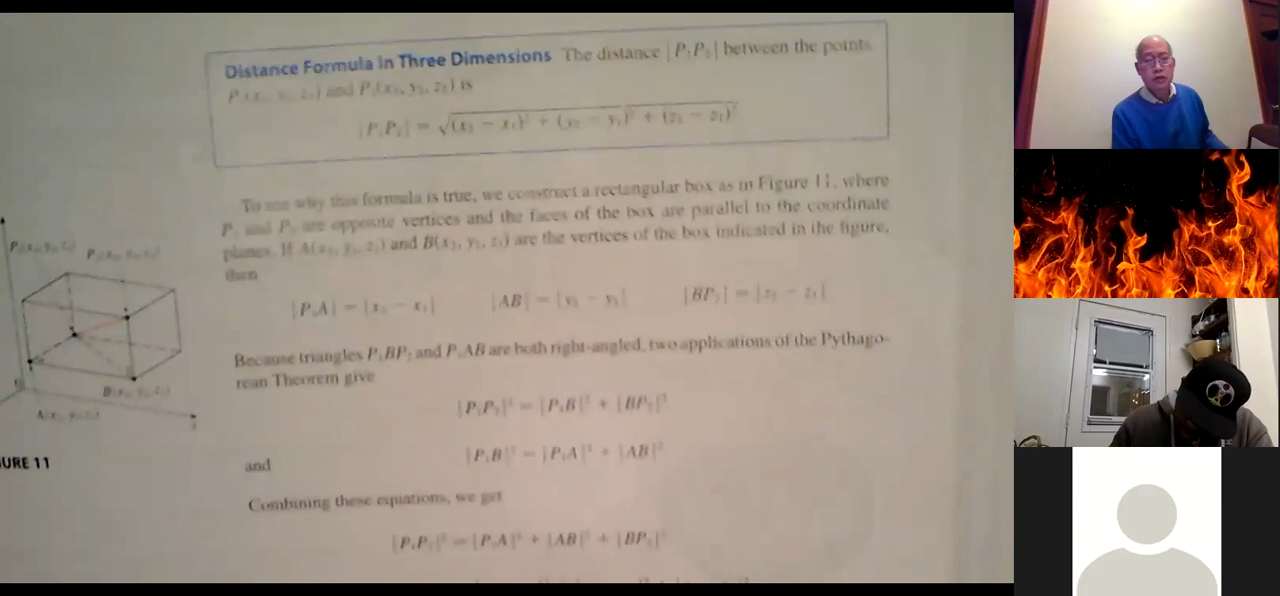 Distance Formula in Three Dimensions The distance |P₁P₂| between the points
P₁(x₁, y₁, z₁) and P₂(x₂, y₂, z₂) is
|P₁P₂| = √(x₂ − x₁)² + (y₂ − y₁)² + (z₂ − z₁)²
To see why this formula is true, we construct a rectangular box as in Figure 11, where
P₁ and P₂ are opposite vertices and the faces of the box are parallel to the coordinate
planes. If A(x₂, y₁, z₁) and B(x₂, y₂, z₁) are the vertices of the box indicated in the figure,
then
|P₁A| = |x₂ − x₁| |AB| = |y₂ − y₁| |BP₂| = |z₂ − z₁|
Because triangles P₁BP₂ and P₁AB are both right-angled, two applications of the Pythago-
rean Theorem give
|P₁P₂|² = |P₁B|² + |BP₂|²
and |P₁B|² = |P₁A|² + |AB|²
Combining these equations, we get
|P₁P₂|² = |P₁A|² + |AB|² + |BP₂|²
URE 11